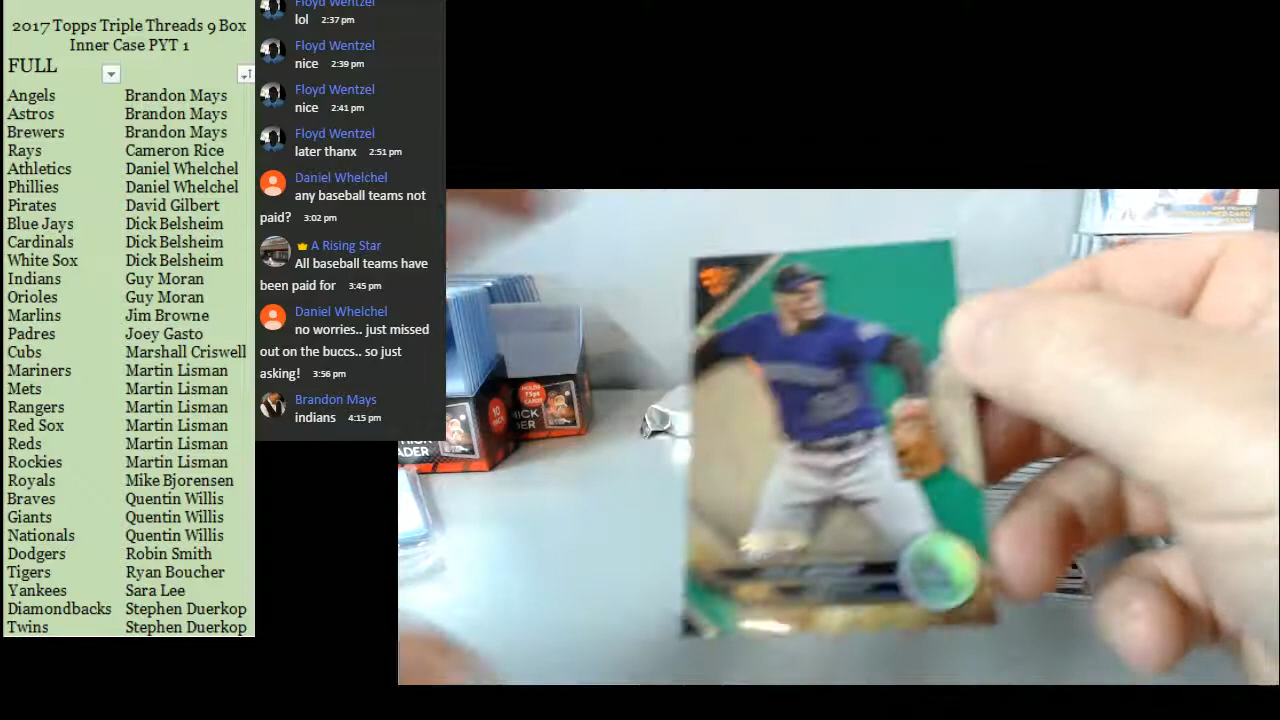 2017 Topps Triple Threads 9 Box
Inner Case PYT 1
FULL
Angels Brandon Mays
Astros Brandon Mays
Brewers Brandon Mays
Rays Cameron Rice
Athletics Daniel Whelchel
Phillies Daniel Whelchel
Pirates David Gilbert
Blue Jays Dick Belsheim
Cardinals Dick Belsheim
White Sox Dick Belsheim
Indians Guy Moran
Orioles Guy Moran
Marlins Jim Browne
Padres Joey Gasto
Cubs Marshall Criswell
Mariners Martin Lisman
Mets Martin Lisman
Rangers Martin Lisman
Red Sox Martin Lisman
Reds Martin Lisman
Rockies Martin Lisman
Royals Mike Bjorensen
Braves Quentin Willis
Giants Quentin Willis
Nationals Quentin Willis
Dodgers Robin Smith
Tigers Ryan Boucher
Yankees Sara Lee
Diamondbacks Stephen Duerkop
Twins Stephen Duerkop
Floyd Wentzel
lol 2:37 pm
Floyd Wentzel
nice 2:39 pm
Floyd Wentzel
nice 2:41 pm
Floyd Wentzel
later thanx 2:51 pm
Daniel Whelchel
any baseball teams not
paid? 3:02 pm
A Rising Star
All baseball teams have
been paid for 3:45 pm
Daniel Whelchel
no worries.. just missed
out on the buccs.. so just
asking! 3:56 pm
Brandon Mays
indians 4:15 pm
10
ADER